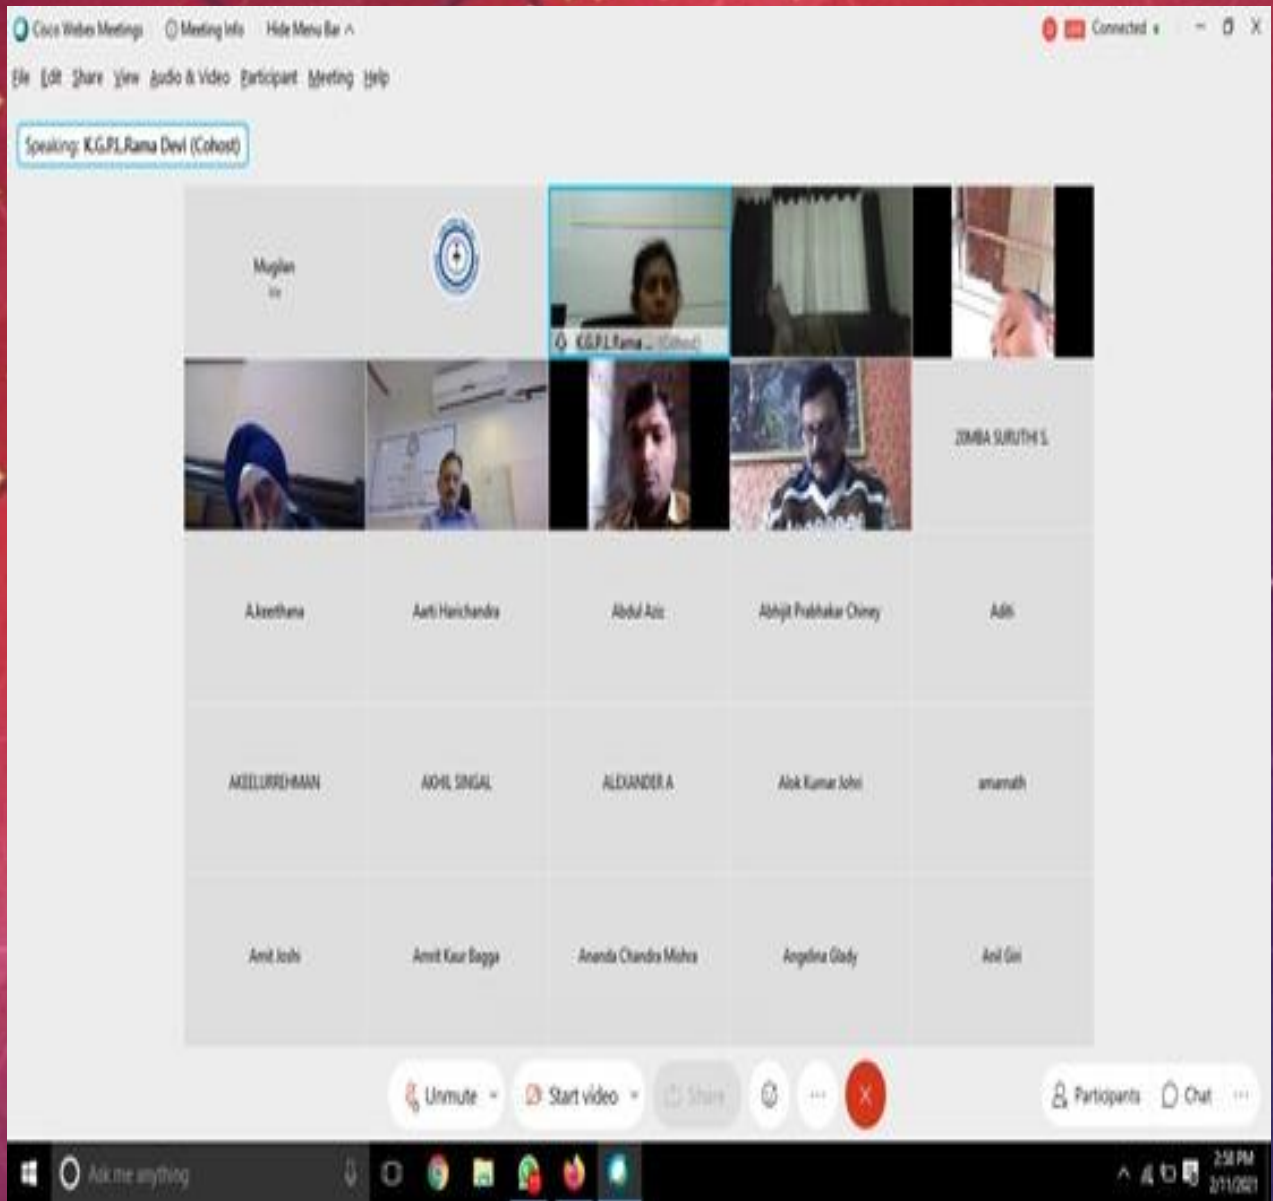 Cisco Webex Meetings Meeting Info Hide Menu Bar
File Edit Share View Audio & Video Participant Meeting Help
Connected
Speaking: K.G.P.L.Rama Devi (Cohost)
Mugilan
Me
K.G.P.L.Rama ... (Cohost)
20MBA SURUTHI S.
A.keerthana
Aarti Harichandra
Abdul Aziz
Abhijit Prabhakar Chiney
Aditi
AKEELURREHMAN
AKHIL SINGAL
ALEXANDER A
Alok Kumar Johri
amarnath
Amit Joshi
Amrit Kaur Bagga
Ananda Chandra Mishra
Angelina Glady
Anil Giri
Unmute
Start video
Share
Participants
Chat
Ask me anything
2:58 PM
2/11/2021